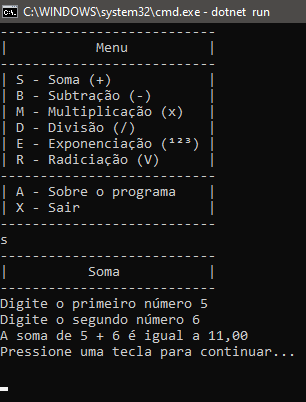 C:\WINDOWS\system32\cmd.exe - dotnet run
---------------------------
|           Menu          |
---------------------------
| S - Soma (+)            |
| B - Subtração (-)       |
| M - Multiplicação (x)   |
| D - Divisão (/)         |
| E - Exponenciação (¹²³) |
| R - Radiciação (V)      |
---------------------------
| A - Sobre o programa    |
| X - Sair                |
---------------------------
s
---------------------------
|          Soma           |
---------------------------
Digite o primeiro número 5
Digite o segundo número 6
A soma de 5 + 6 é igual a 11,00
Pressione uma tecla para continuar...